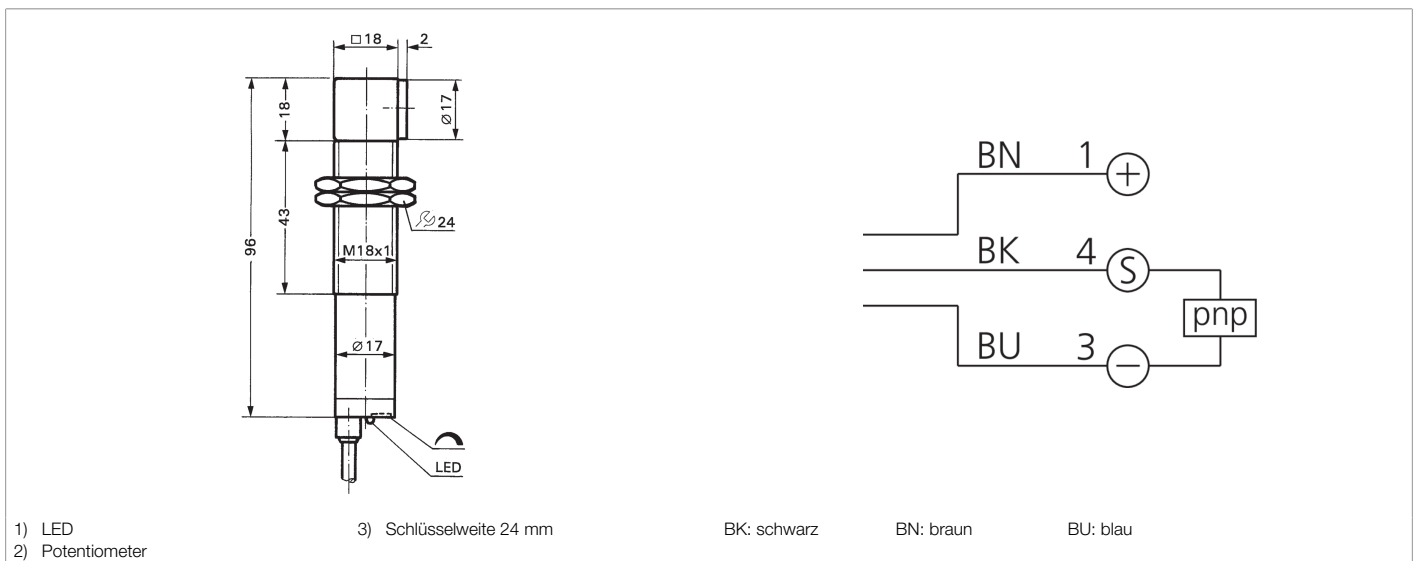 □18
2
18
Ø17
43
24
96
M18x1
Ø17
LED
BN 1 +
BK 4 S
pnp
BU 3 −
1) LED
2) Potentiometer
3) Schlüsselweite 24 mm
BK: schwarz
BN: braun
BU: blau